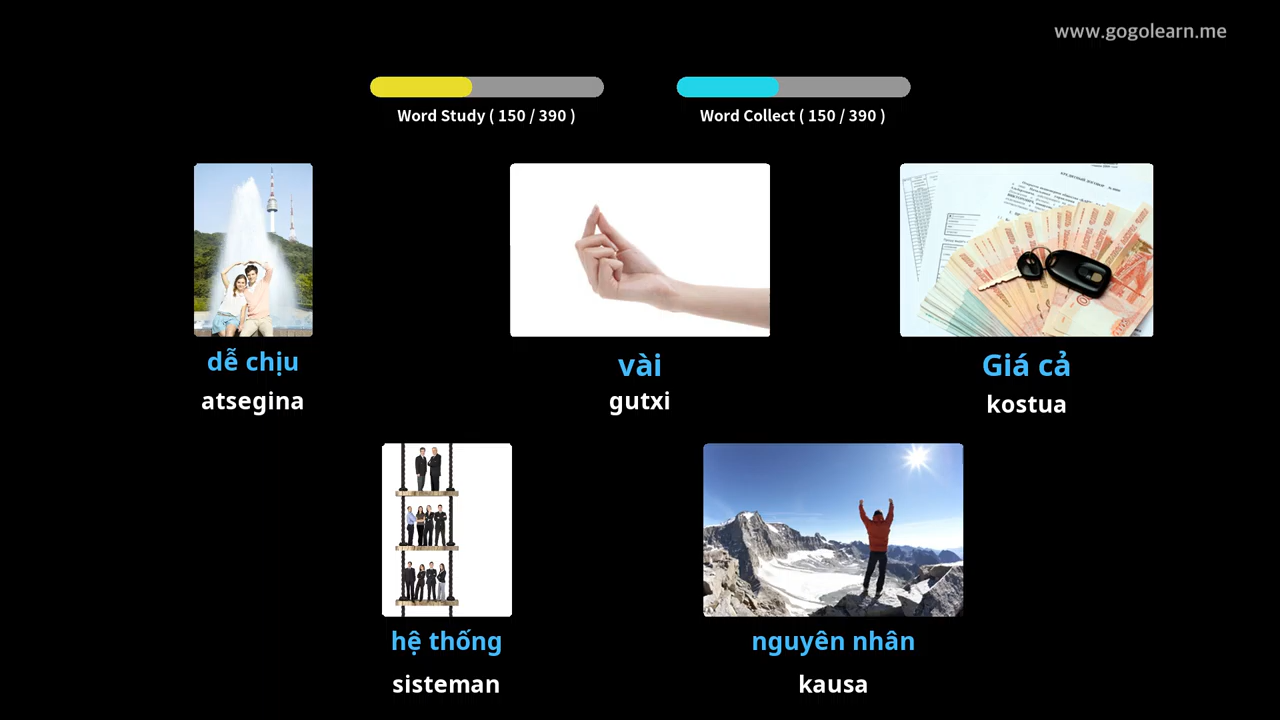 www.gogolearn.me
Word Study ( 150 / 390 )
Word Collect ( 150 / 390 )
dễ chịu
atsegina
vài
gutxi
Giá cả
kostua
hệ thống
sisteman
nguyên nhân
kausa